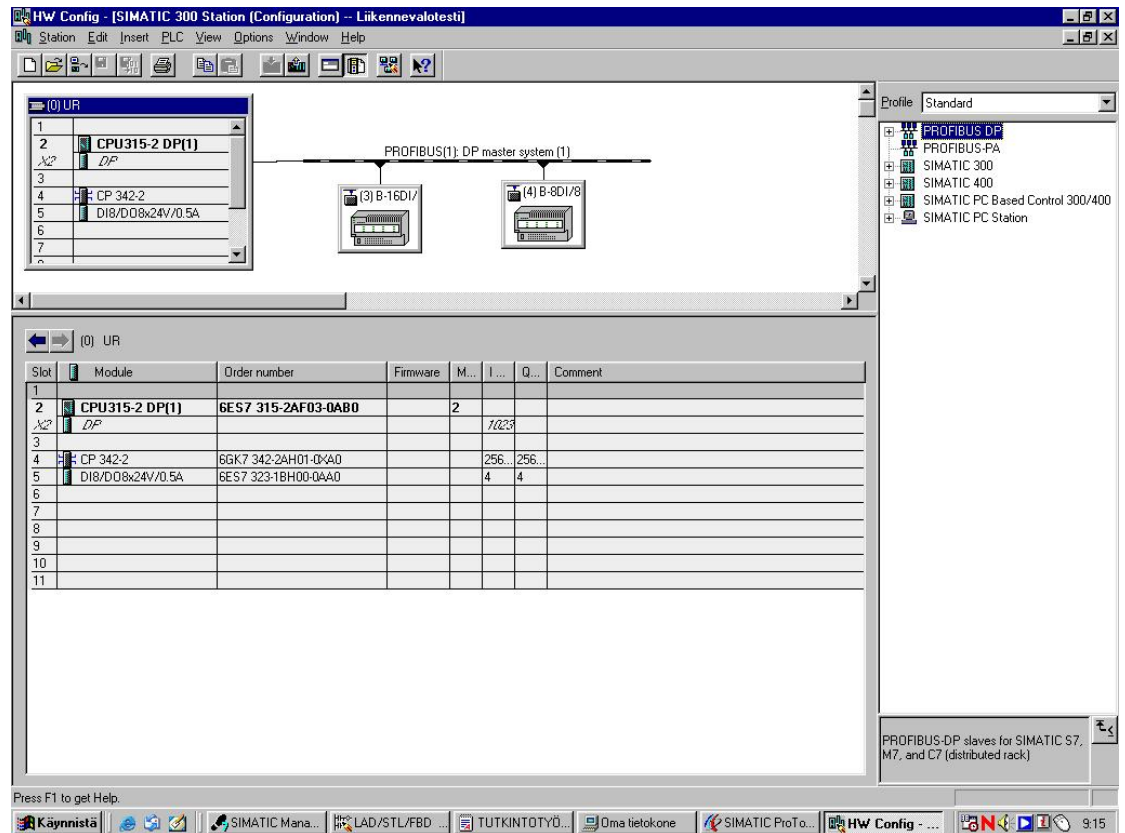 HW Config - [SIMATIC 300 Station (Configuration) -- Liikennevalotesti]
Station Edit Insert PLC View Options Window Help
(0) UR
1
2 CPU315-2 DP(1)
X2 DP
3
4 CP 342-2
5 DI8/DO8x24V/0.5A
6
7
PROFIBUS(1): DP master system (1)
(3) B-16DI/
(4) B-8DI/8
Profile Standard
PROFIBUS DP
PROFIBUS-PA
SIMATIC 300
SIMATIC 400
SIMATIC PC Based Control 300/400
SIMATIC PC Station
(0) UR
Slot Module Order number Firmware M... I ... Q... Comment
1
2 CPU315-2 DP(1) 6ES7 315-2AF03-0AB0 2
X2 DP 1023
3
4 CP 342-2 6GK7 342-2AH01-0XA0 256... 256...
5 DI8/DO8x24V/0.5A 6ES7 323-1BH00-0AA0 4 4
6
7
8
9
10
11
PROFIBUS-DP slaves for SIMATIC S7,
M7, and C7 (distributed rack)
Press F1 to get Help.
Käynnistä SIMATIC Mana... LAD/STL/FBD ... TUTKINTOTYÖ... Oma tietokone SIMATIC ProTo... HW Config - ... 9:15